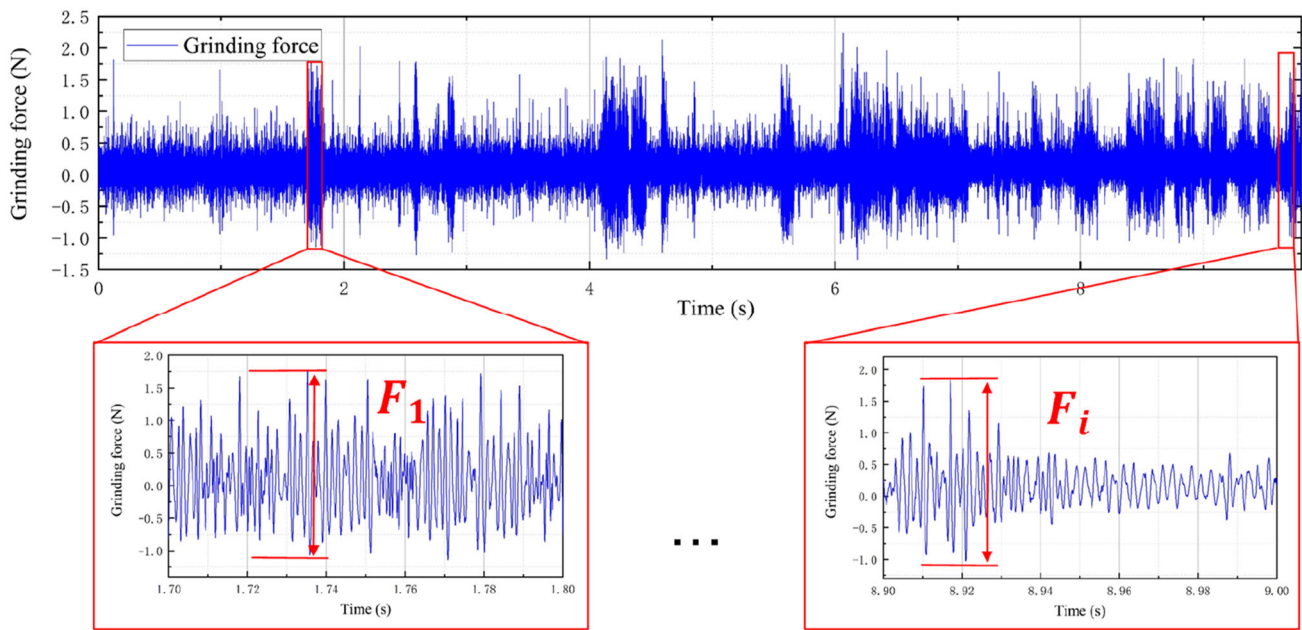 2.5
2.0
1.5
1.0
0.5
0.0
-0.5
-1.0
-1.5
Grinding force (N)
Grinding force
0 2 4 6 8
Time (s)
2.0
1.5
1.0
0.5
0.0
-0.5
-1.0
Grinding force (N)
F1
1.70 1.72 1.74 1.76 1.78 1.80
Time (s)
...
2.0
1.5
1.0
0.5
0.0
-0.5
-1.0
Grinding force (N)
Fi
8.90 8.92 8.94 8.96 8.98 9.00
Time (s)